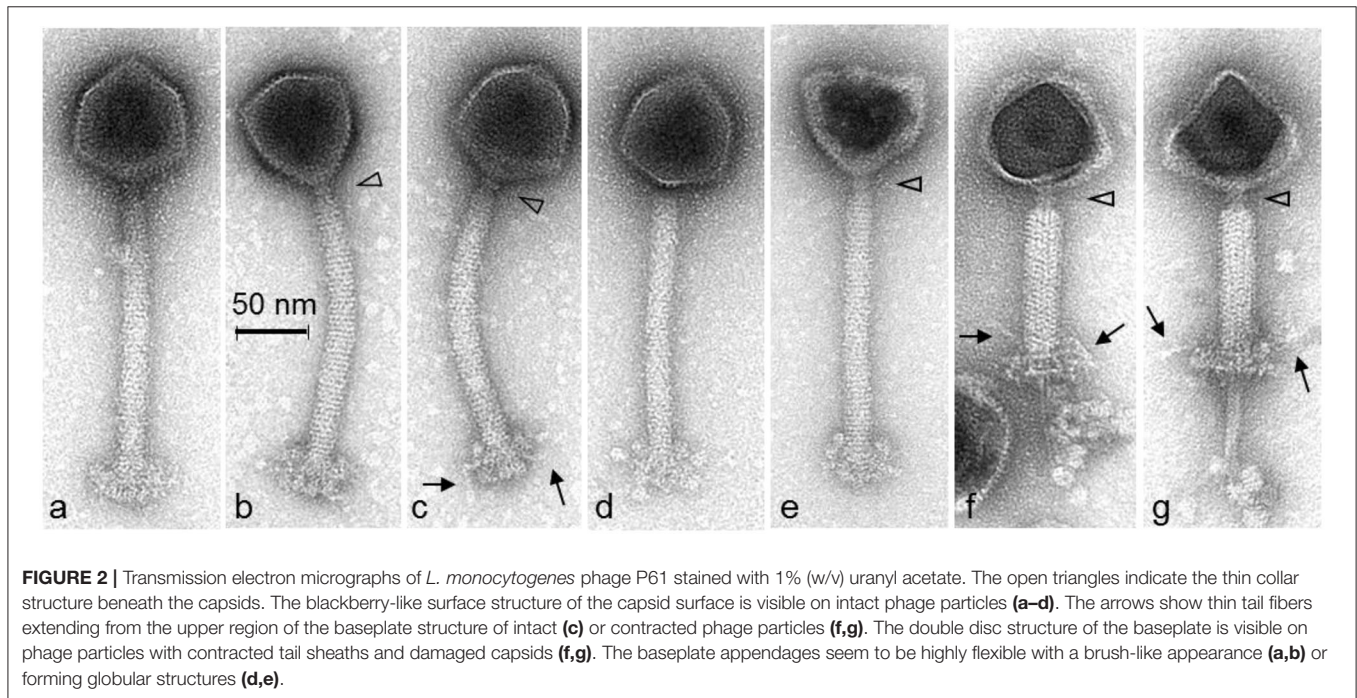 50 nm
a b c d e f g
FIGURE 2 | Transmission electron micrographs of L. monocytogenes phage P61 stained with 1% (w/v) uranyl acetate. The open triangles indicate the thin collar
structure beneath the capsids. The blackberry-like surface structure of the capsid surface is visible on intact phage particles (a–d). The arrows show thin tail fibers
extending from the upper region of the baseplate structure of intact (c) or contracted phage particles (f,g). The double disc structure of the baseplate is visible on
phage particles with contracted tail sheaths and damaged capsids (f,g). The baseplate appendages seem to be highly flexible with a brush-like appearance (a,b) or
forming globular structures (d,e).